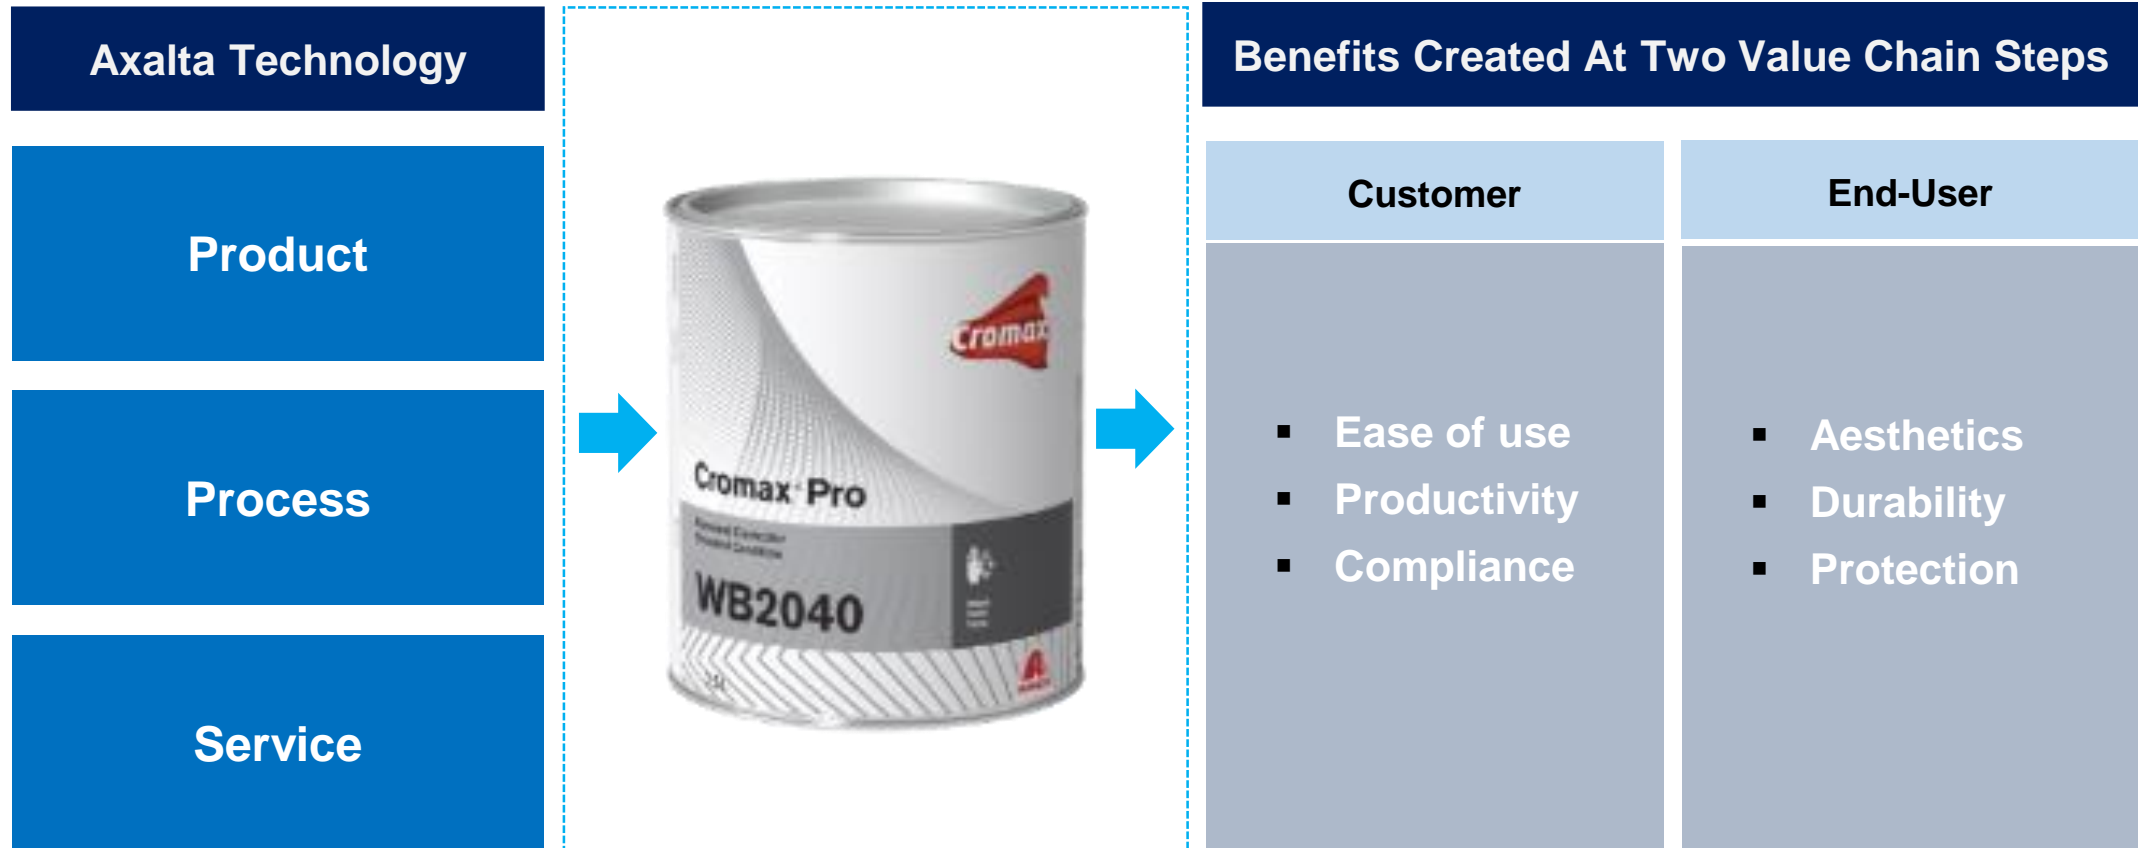 Axalta Technology
Product
Process
Service
Cromax
Cromax Pro
WB2040
Benefits Created At Two Value Chain Steps
Customer
▪ Ease of use
▪ Productivity
▪ Compliance
End-User
▪ Aesthetics
▪ Durability
▪ Protection